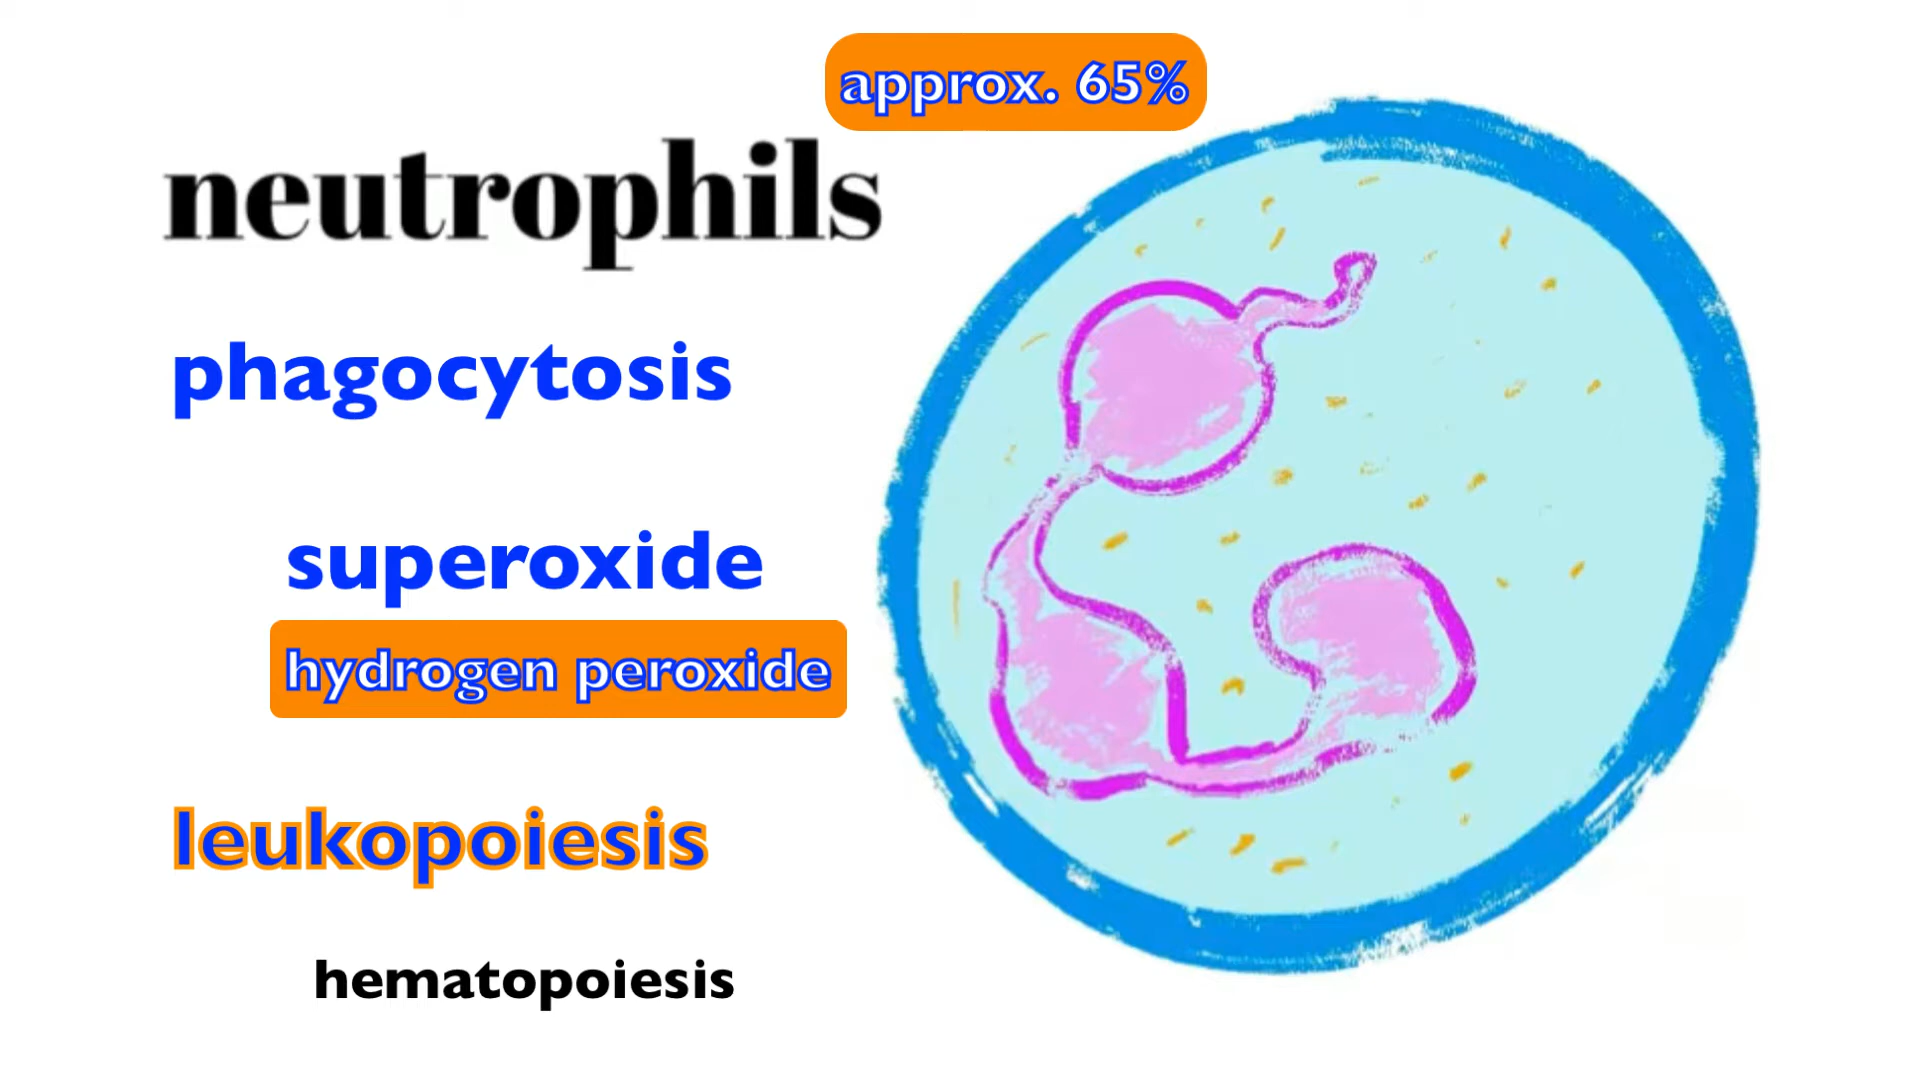 approx. 65%
neutrophils
phagocytosis
superoxide
hydrogen peroxide
leukopoiesis
hematopoiesis